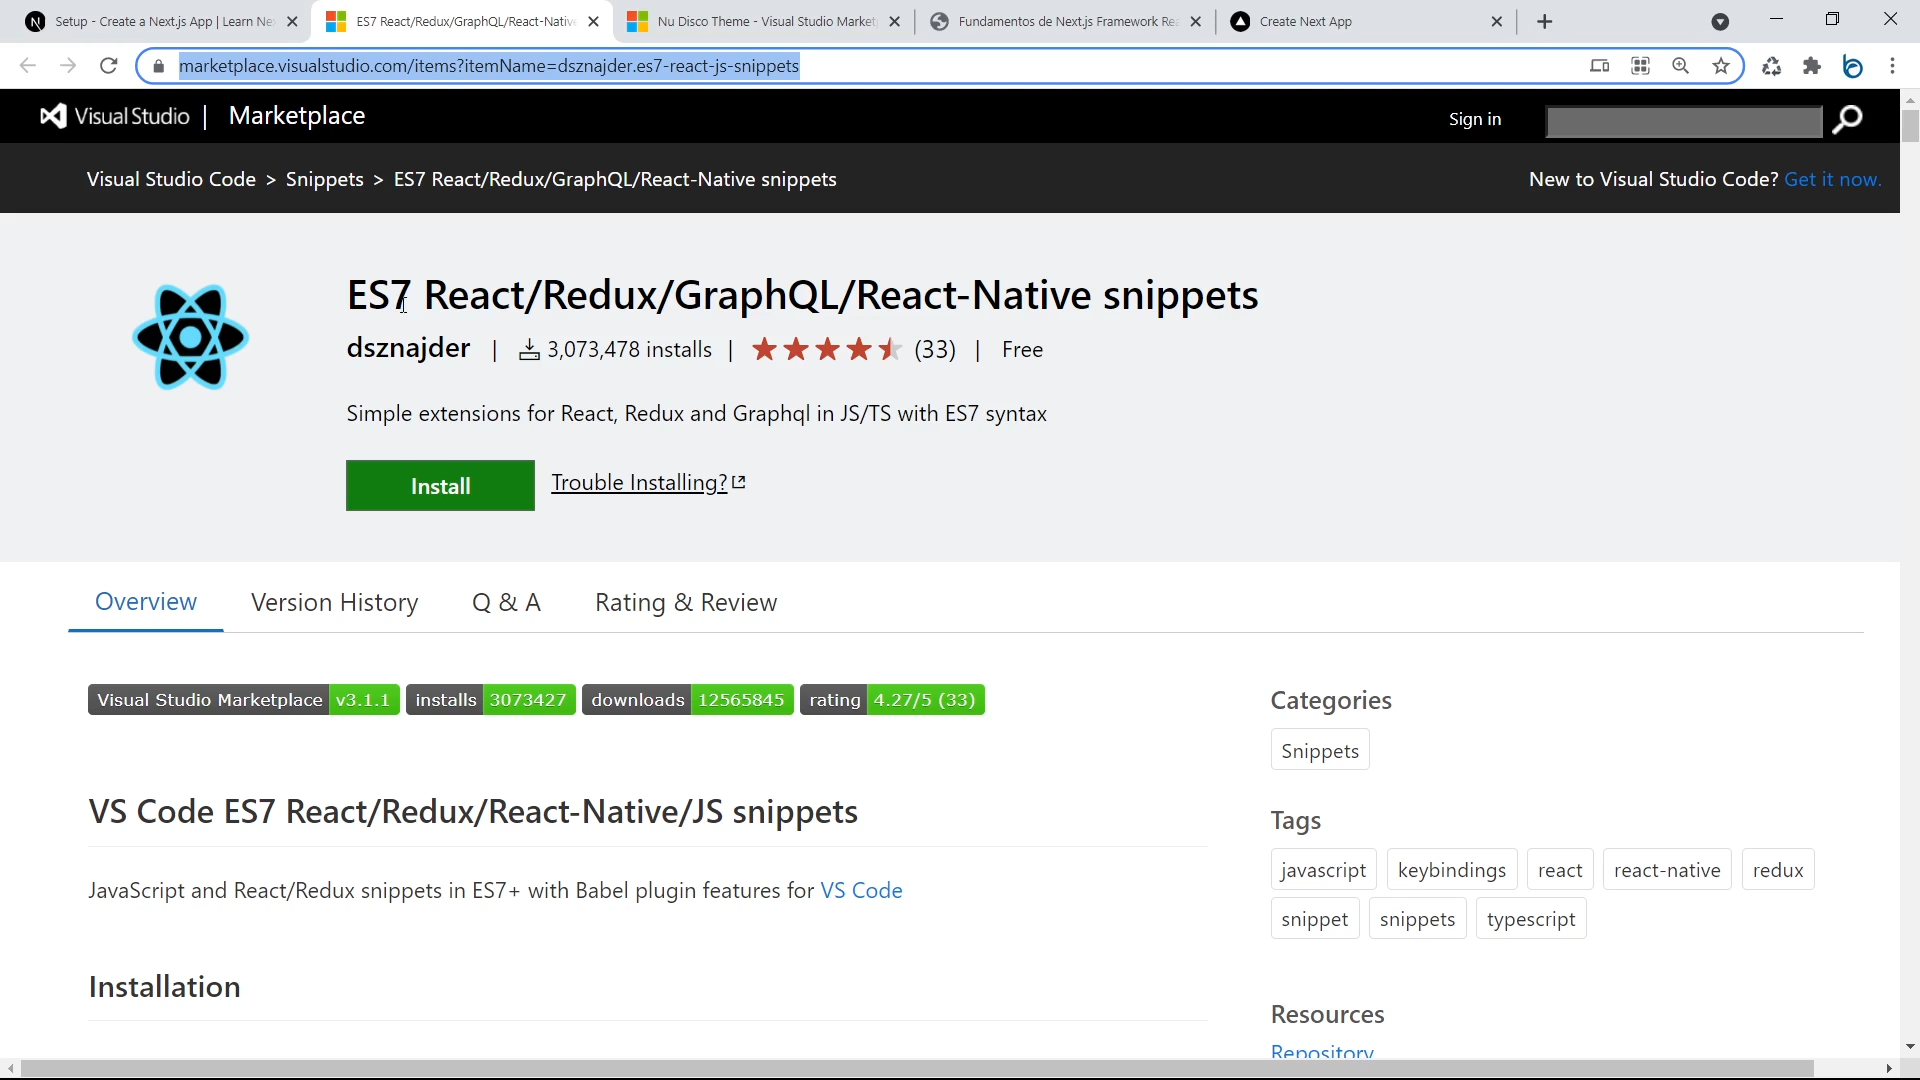 Setup - Create a Next.js App | Learn Ne
ES7 React/Redux/GraphQL/React-Native
Nu Disco Theme - Visual Studio Market
Fundamentos de Next.js Framework Re
Create Next App
marketplace.visualstudio.com/items?itemName=dsznajder.es7-react-js-snippets
Visual Studio | Marketplace
Sign in
Visual Studio Code > Snippets > ES7 React/Redux/GraphQL/React-Native snippets
New to Visual Studio Code? Get it now.
ES7 React/Redux/GraphQL/React-Native snippets
dsznajder | 3,073,478 installs | (33) | Free
Simple extensions for React, Redux and Graphql in JS/TS with ES7 syntax
Install
Trouble Installing?
Overview
Version History
Q & A
Rating & Review
Visual Studio Marketplace v3.1.1
installs 3073427
downloads 12565845
rating 4.27/5 (33)
VS Code ES7 React/Redux/React-Native/JS snippets
JavaScript and React/Redux snippets in ES7+ with Babel plugin features for VS Code
Installation
Categories
Snippets
Tags
javascript
keybindings
react
react-native
redux
snippet
snippets
typescript
Resources
Repository